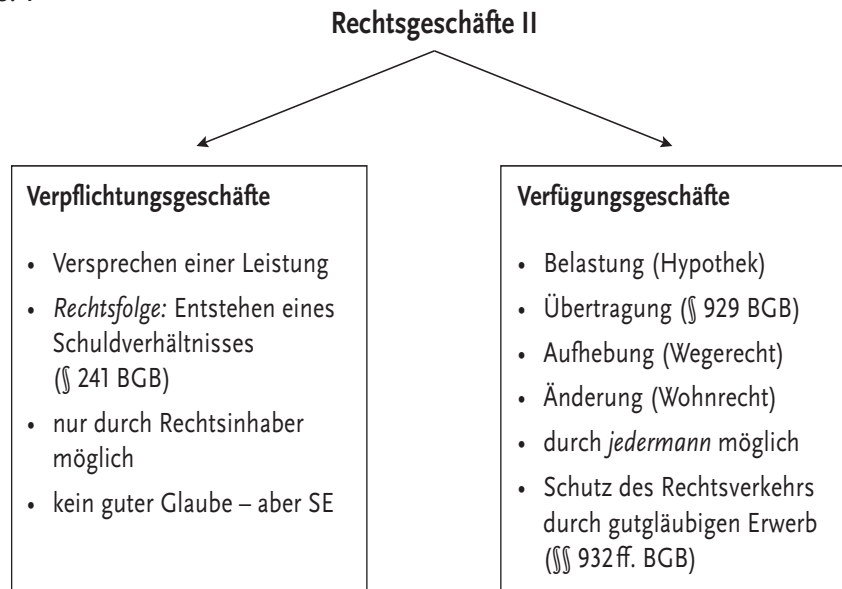 Rechtsgeschäfte II
Verpflichtungsgeschäfte
• Versprechen einer Leistung
• Rechtsfolge: Entstehen eines
Schuldverhältnisses
(§ 241 BGB)
• nur durch Rechtsinhaber
möglich
• kein guter Glaube – aber SE
Verfügungsgeschäfte
• Belastung (Hypothek)
• Übertragung (§ 929 BGB)
• Aufhebung (Wegerecht)
• Änderung (Wohnrecht)
• durch jedermann möglich
• Schutz des Rechtsverkehrs
durch gutgläubigen Erwerb
(§§ 932 ff. BGB)